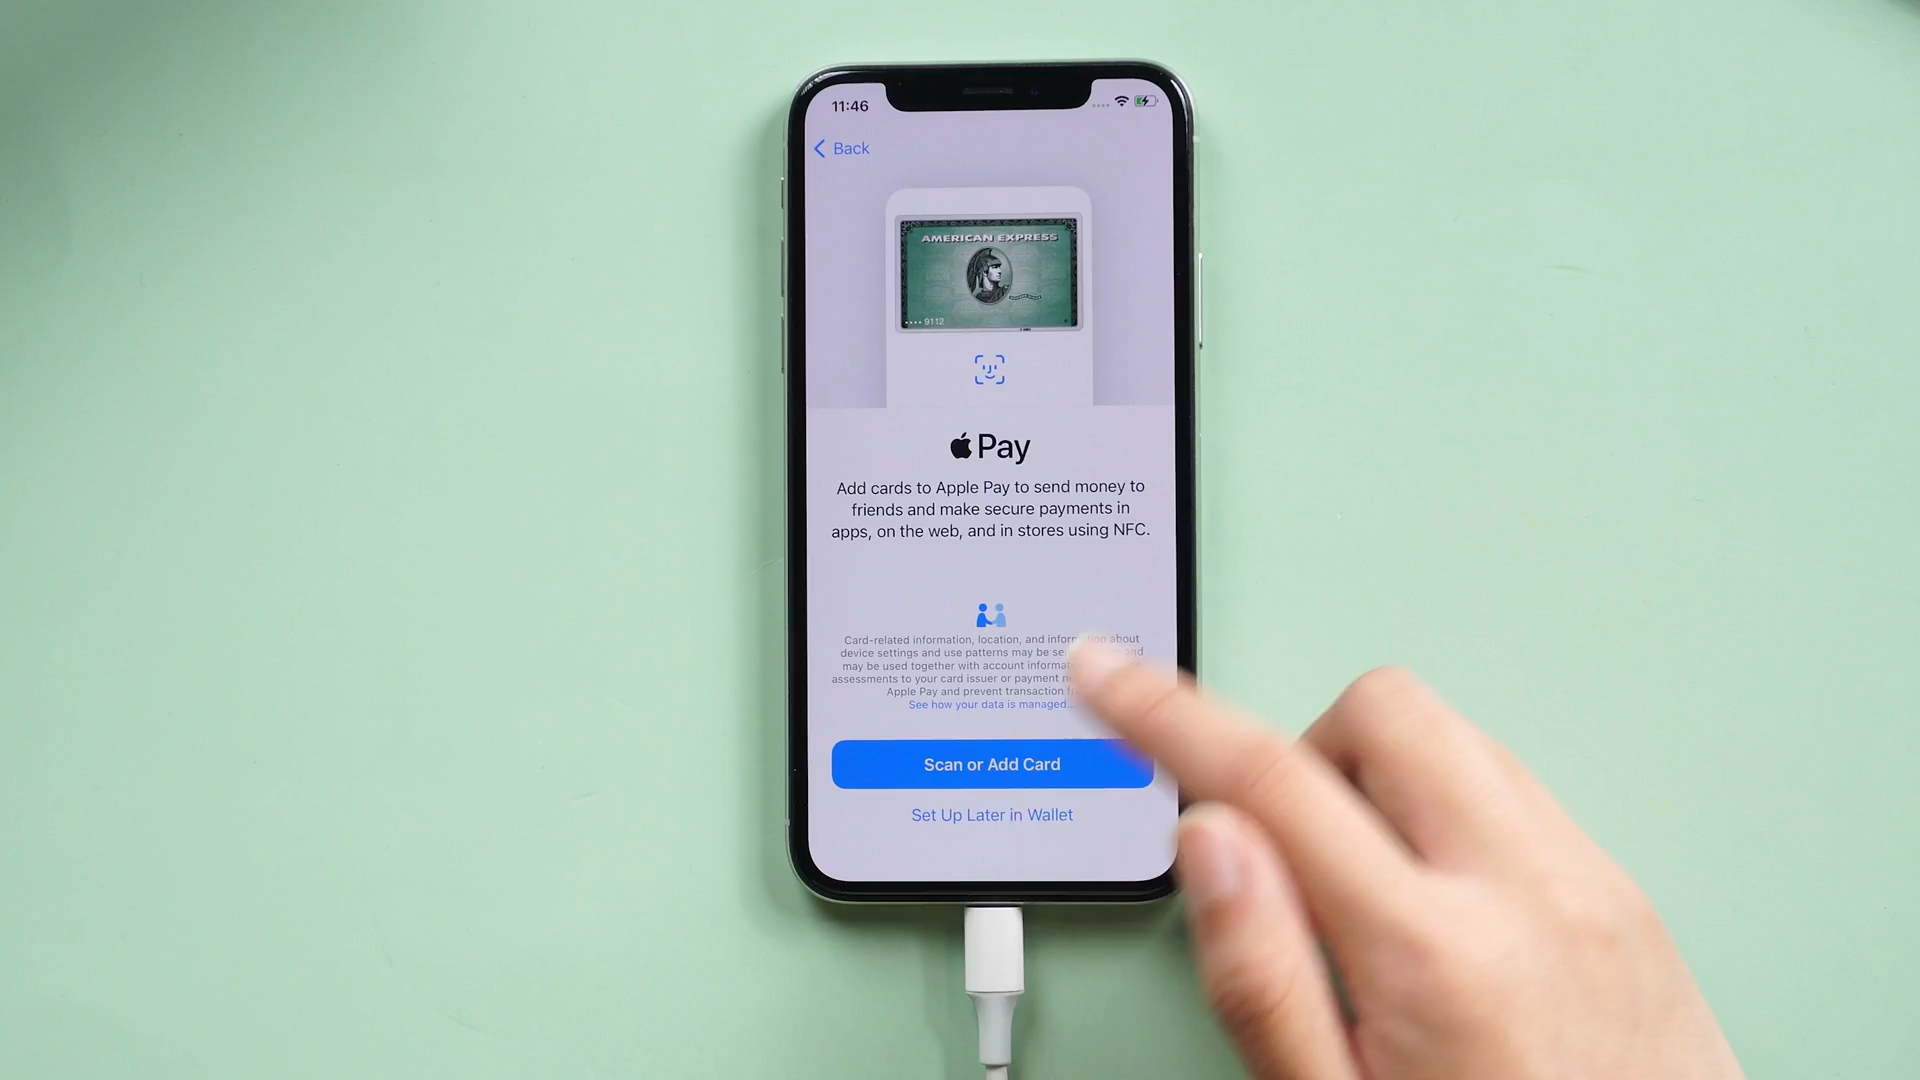 11:46
Back
AMERICAN EXPRESS
•••• 9112
Pay
Add cards to Apple Pay to send money to
friends and make secure payments in
apps, on the web, and in stores using NFC.
Card-related information, location, and information about
device settings and use patterns may be and
may be used together with account
assessments to your card issuer or payment
Apple Pay and prevent transaction
See how your data is managed...
Scan or Add Card
Set Up Later in Wallet